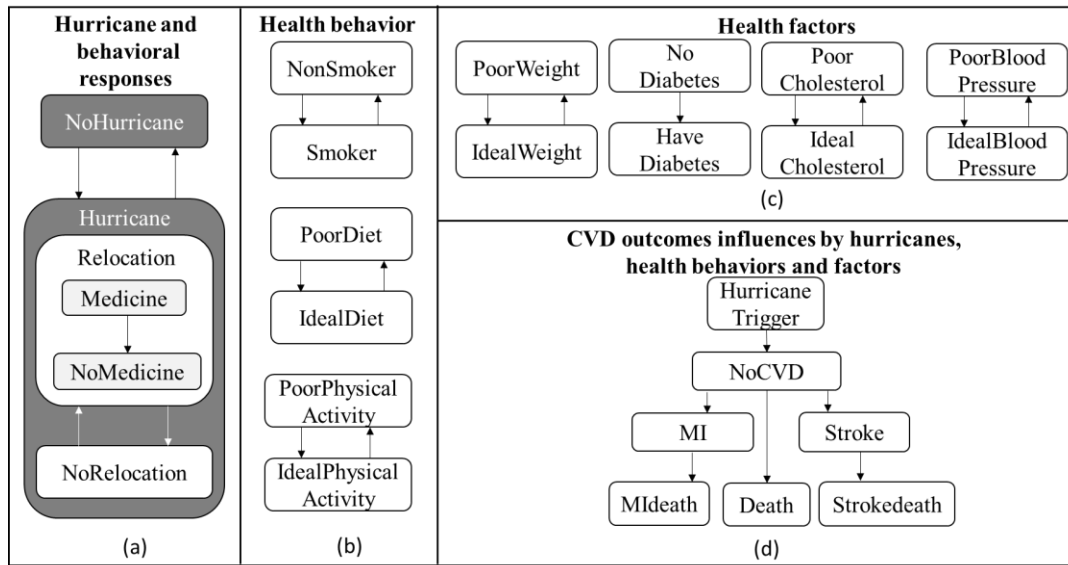 Hurricane and
behavioral
responses
NoHurricane
Hurricane
Relocation
Medicine
NoMedicine
NoRelocation
(a)
Health behavior
NonSmoker
Smoker
PoorDiet
IdealDiet
PoorPhysical
Activity
IdealPhysical
Activity
(b)
Health factors
PoorWeight
IdealWeight
No
Diabetes
Have
Diabetes
Poor
Cholesterol
Ideal
Cholesterol
PoorBlood
Pressure
IdealBlood
Pressure
(c)
CVD outcomes influences by hurricanes,
health behaviors and factors
Hurricane
Trigger
NoCVD
MI
Stroke
MIdeath
Death
Strokedeath
(d)